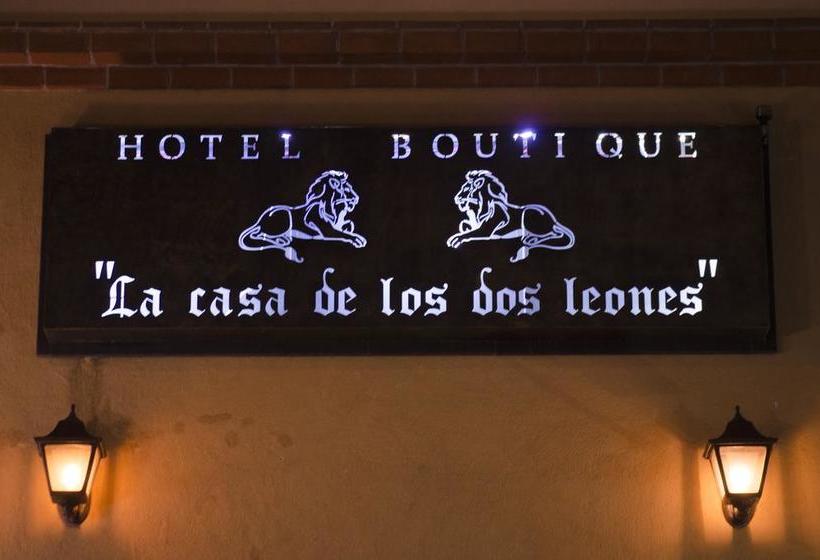 HOTEL BOUTIQUE
"La casa de los dos leones"